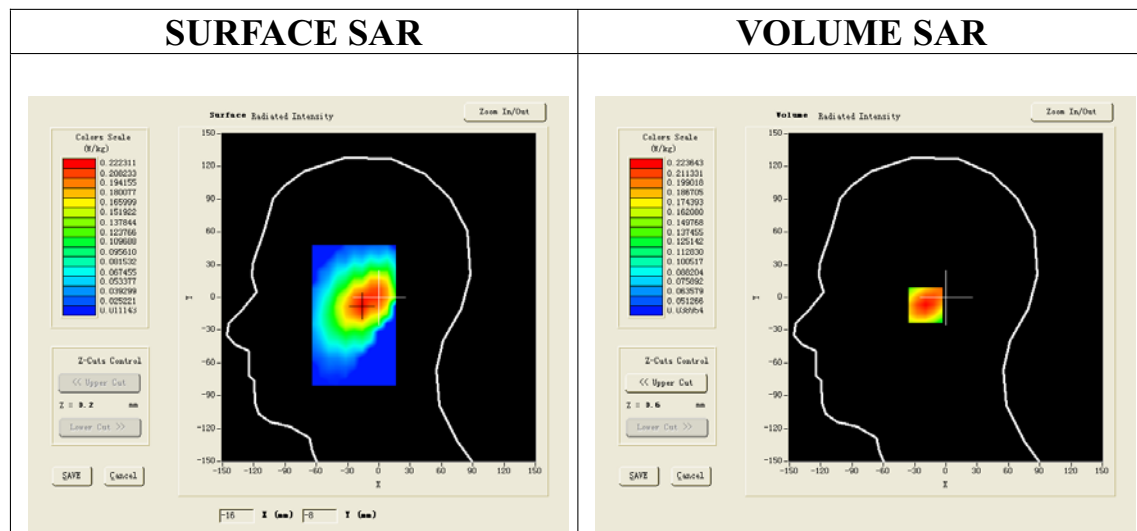 SURFACE SAR
VOLUME SAR
Surface Radiated Intensity
Zoom In/Out
Colors Scale
(W/kg)
0.222311
0.208233
0.194155
0.180077
0.165999
0.151922
0.137844
0.123766
0.109688
0.095610
0.081532
0.067455
0.053377
0.039299
0.025221
0.011143
150
120
90
60
30
0
-30
-60
-90
-120
-150
Y
-150 -120 -90 -60 -30 0 30 60 90 120 150
X
Z-Cuts Control
<< Upper Cut
mm
Lower Cut >>
SAVE
Cancel
-16 X (mm) -8 Y (mm)
Volume Radiated Intensity
Zoom In/Out
Colors Scale
(W/kg)
0.223643
0.211331
0.199018
0.186705
0.174393
0.162080
0.149768
0.137455
0.125142
0.112830
0.100517
0.088204
0.075892
0.063579
0.051266
150
120
90
60
30
0
-30
-60
-90
-120
-150
Y
-150 -120 -90 -60 -30 0 30 60 90 120 150
X
Z-Cuts Control
<< Upper Cut
mm
Lower Cut >>
SAVE
Cancel